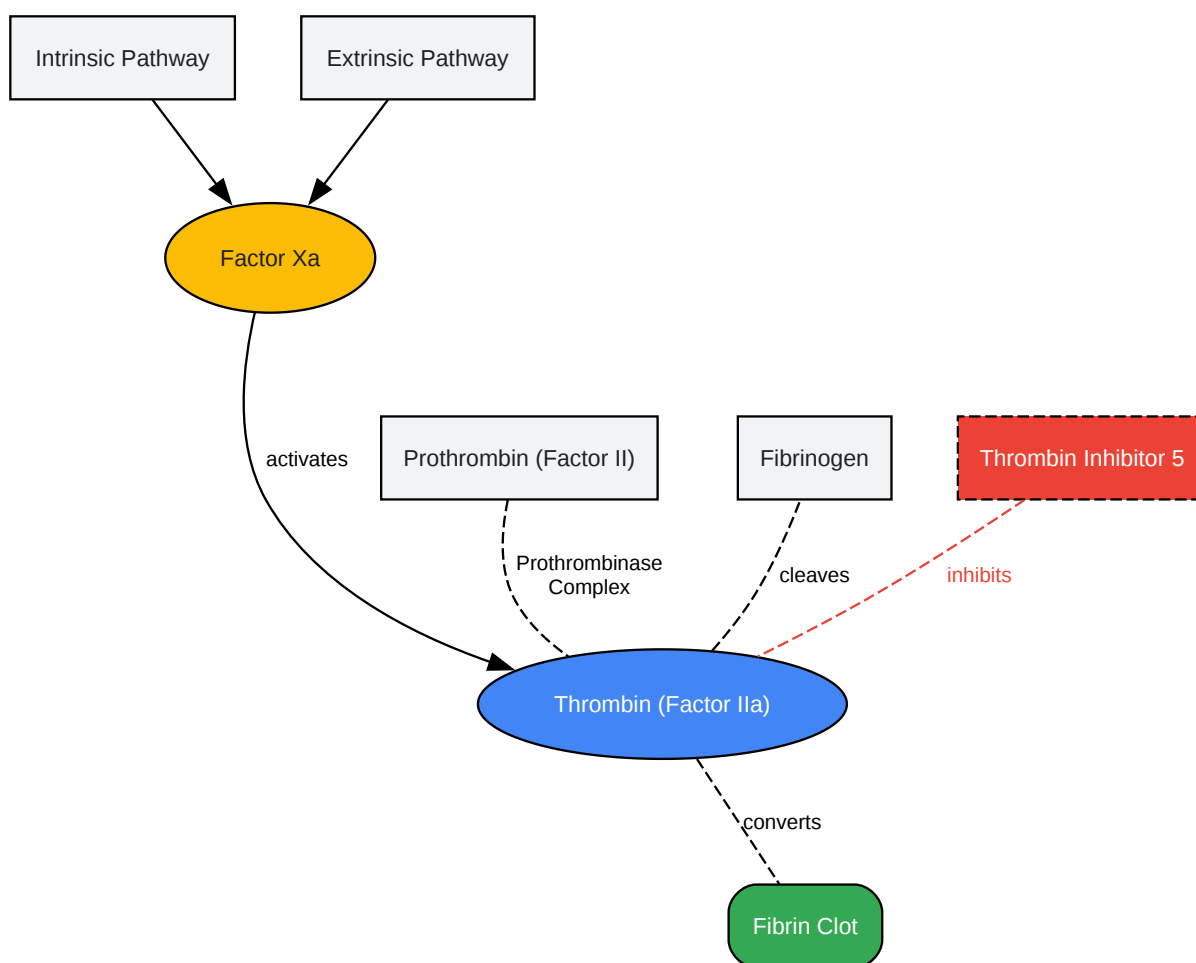 Intrinsic Pathway
Extrinsic Pathway
Factor Xa
activates
Prothrombin (Factor II)
Fibrinogen
Thrombin Inhibitor 5
Prothrombinase
Complex
cleaves
inhibits
Thrombin (Factor IIa)
converts
Fibrin Clot